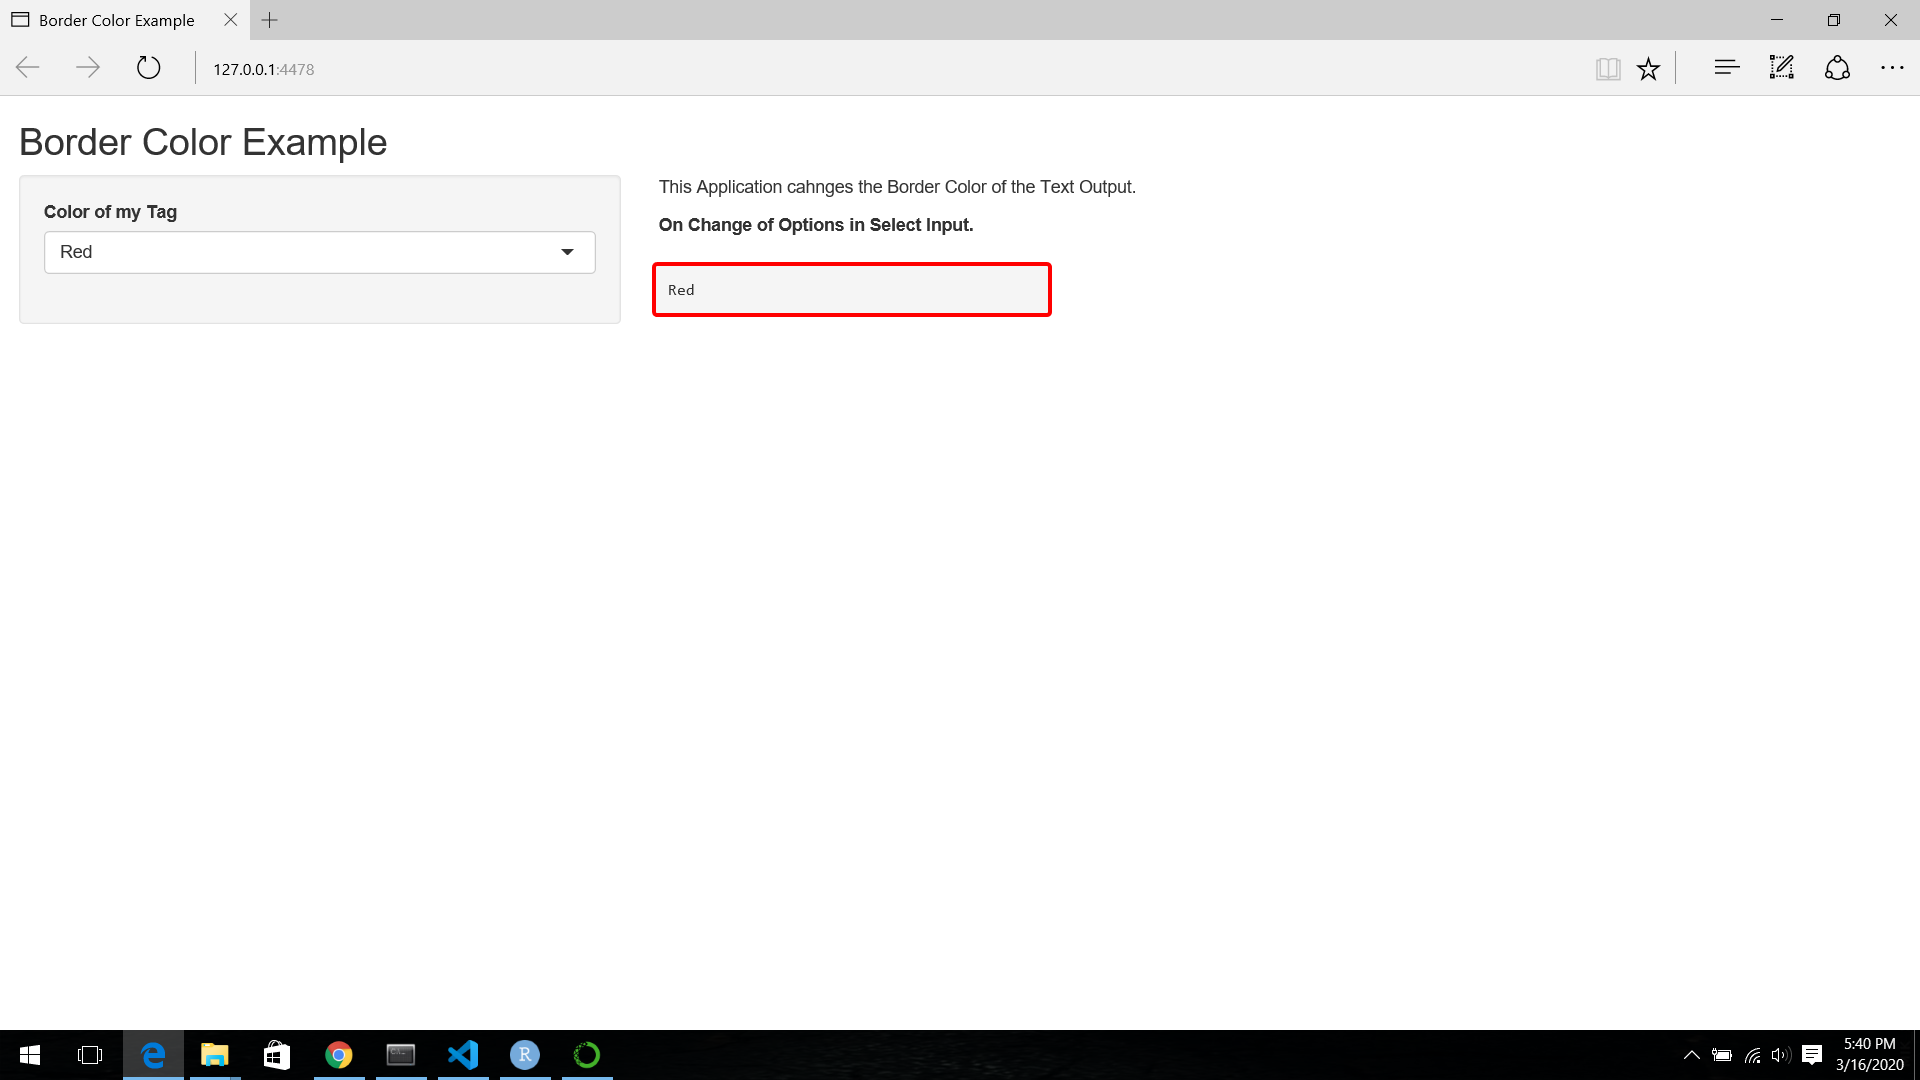 Border Color Example
127.0.0.1:4478
Border Color Example
Color of my Tag
Red
This Application cahnges the Border Color of the Text Output.
On Change of Options in Select Input.
Red
R
5:40 PM
3/16/2020